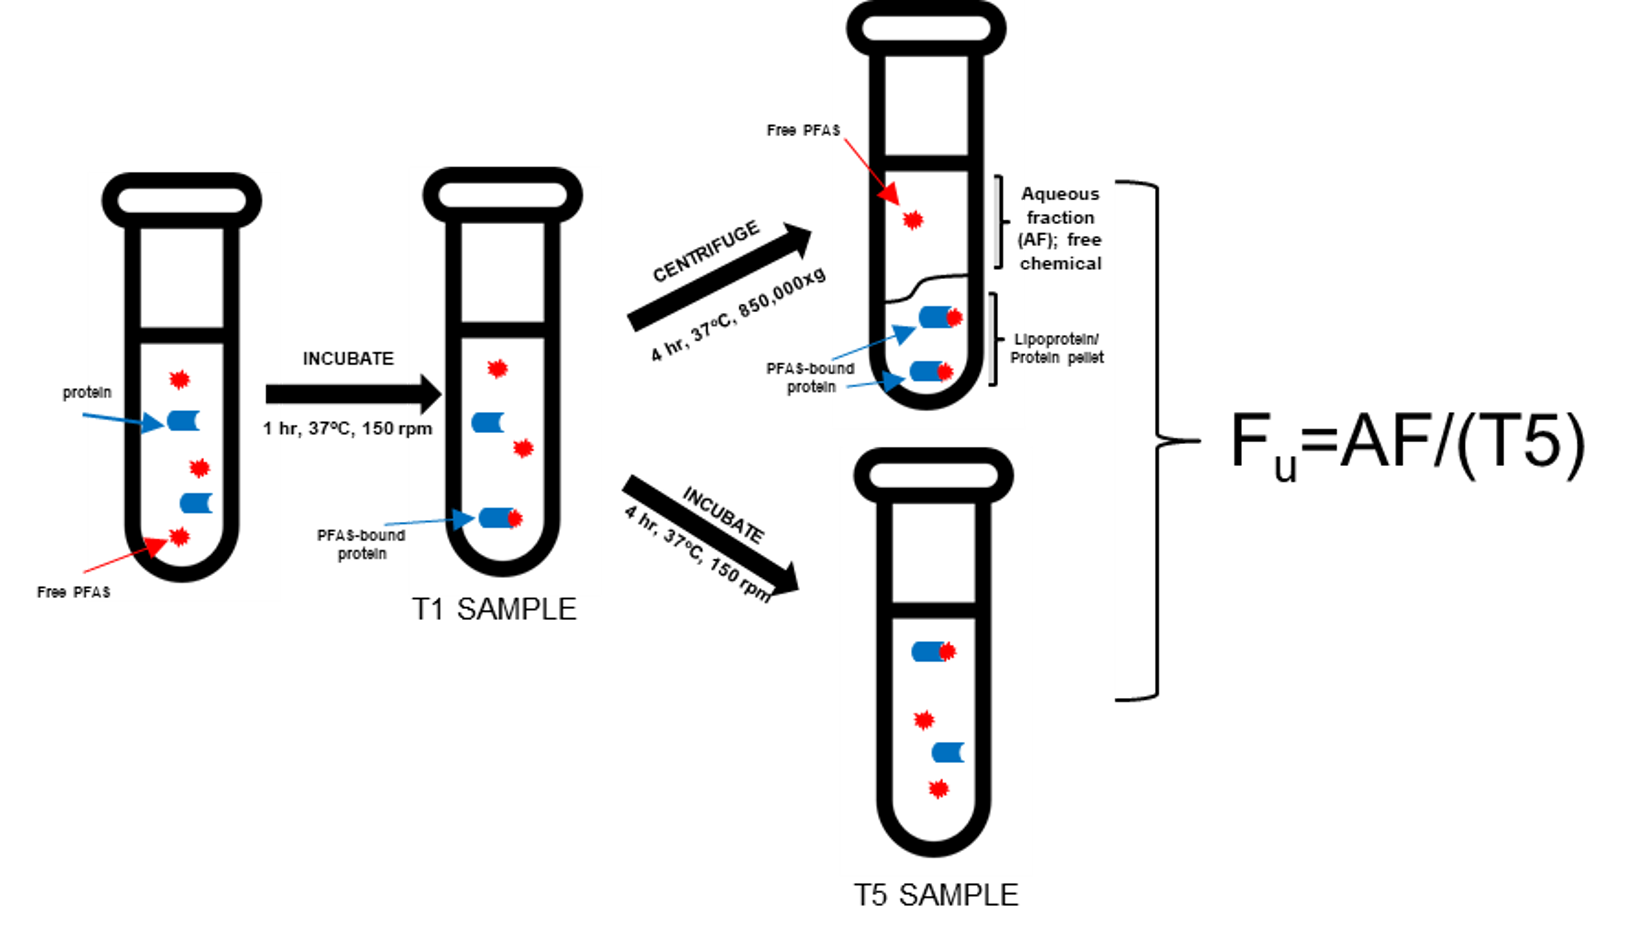 protein
Free PFAS
INCUBATE
1 hr, 37ºC, 150 rpm
PFAS-bound
protein
T1 SAMPLE
CENTRIFUGE
4 hr, 37ºC, 850,000xg
INCUBATE
4 hr, 37ºC, 150 rpm
Free PFAS
Aqueous
fraction
(AF); free
chemical
PFAS-bound
protein
Lipoprotein/
Protein pellet
T5 SAMPLE
Fu=AF/(T5)